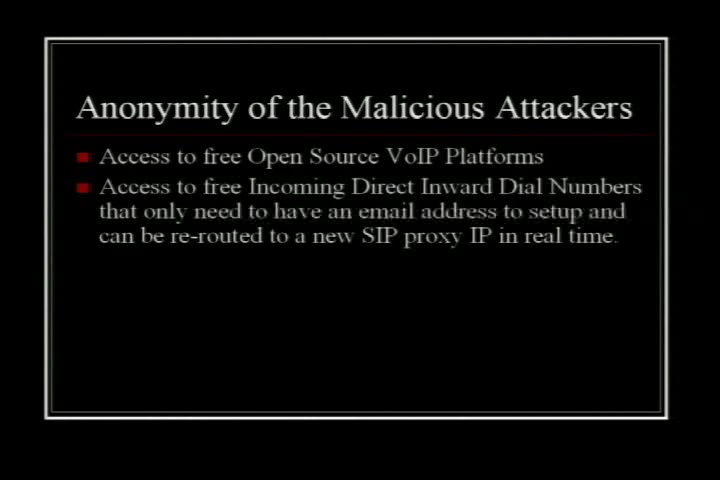 Anonymity of the Malicious Attackers
Access to free Open Source VoIP Platforms
Access to free Incoming Direct Inward Dial Numbers
that only need to have an email address to setup and
can be re-routed to a new SIP proxy IP in real time.